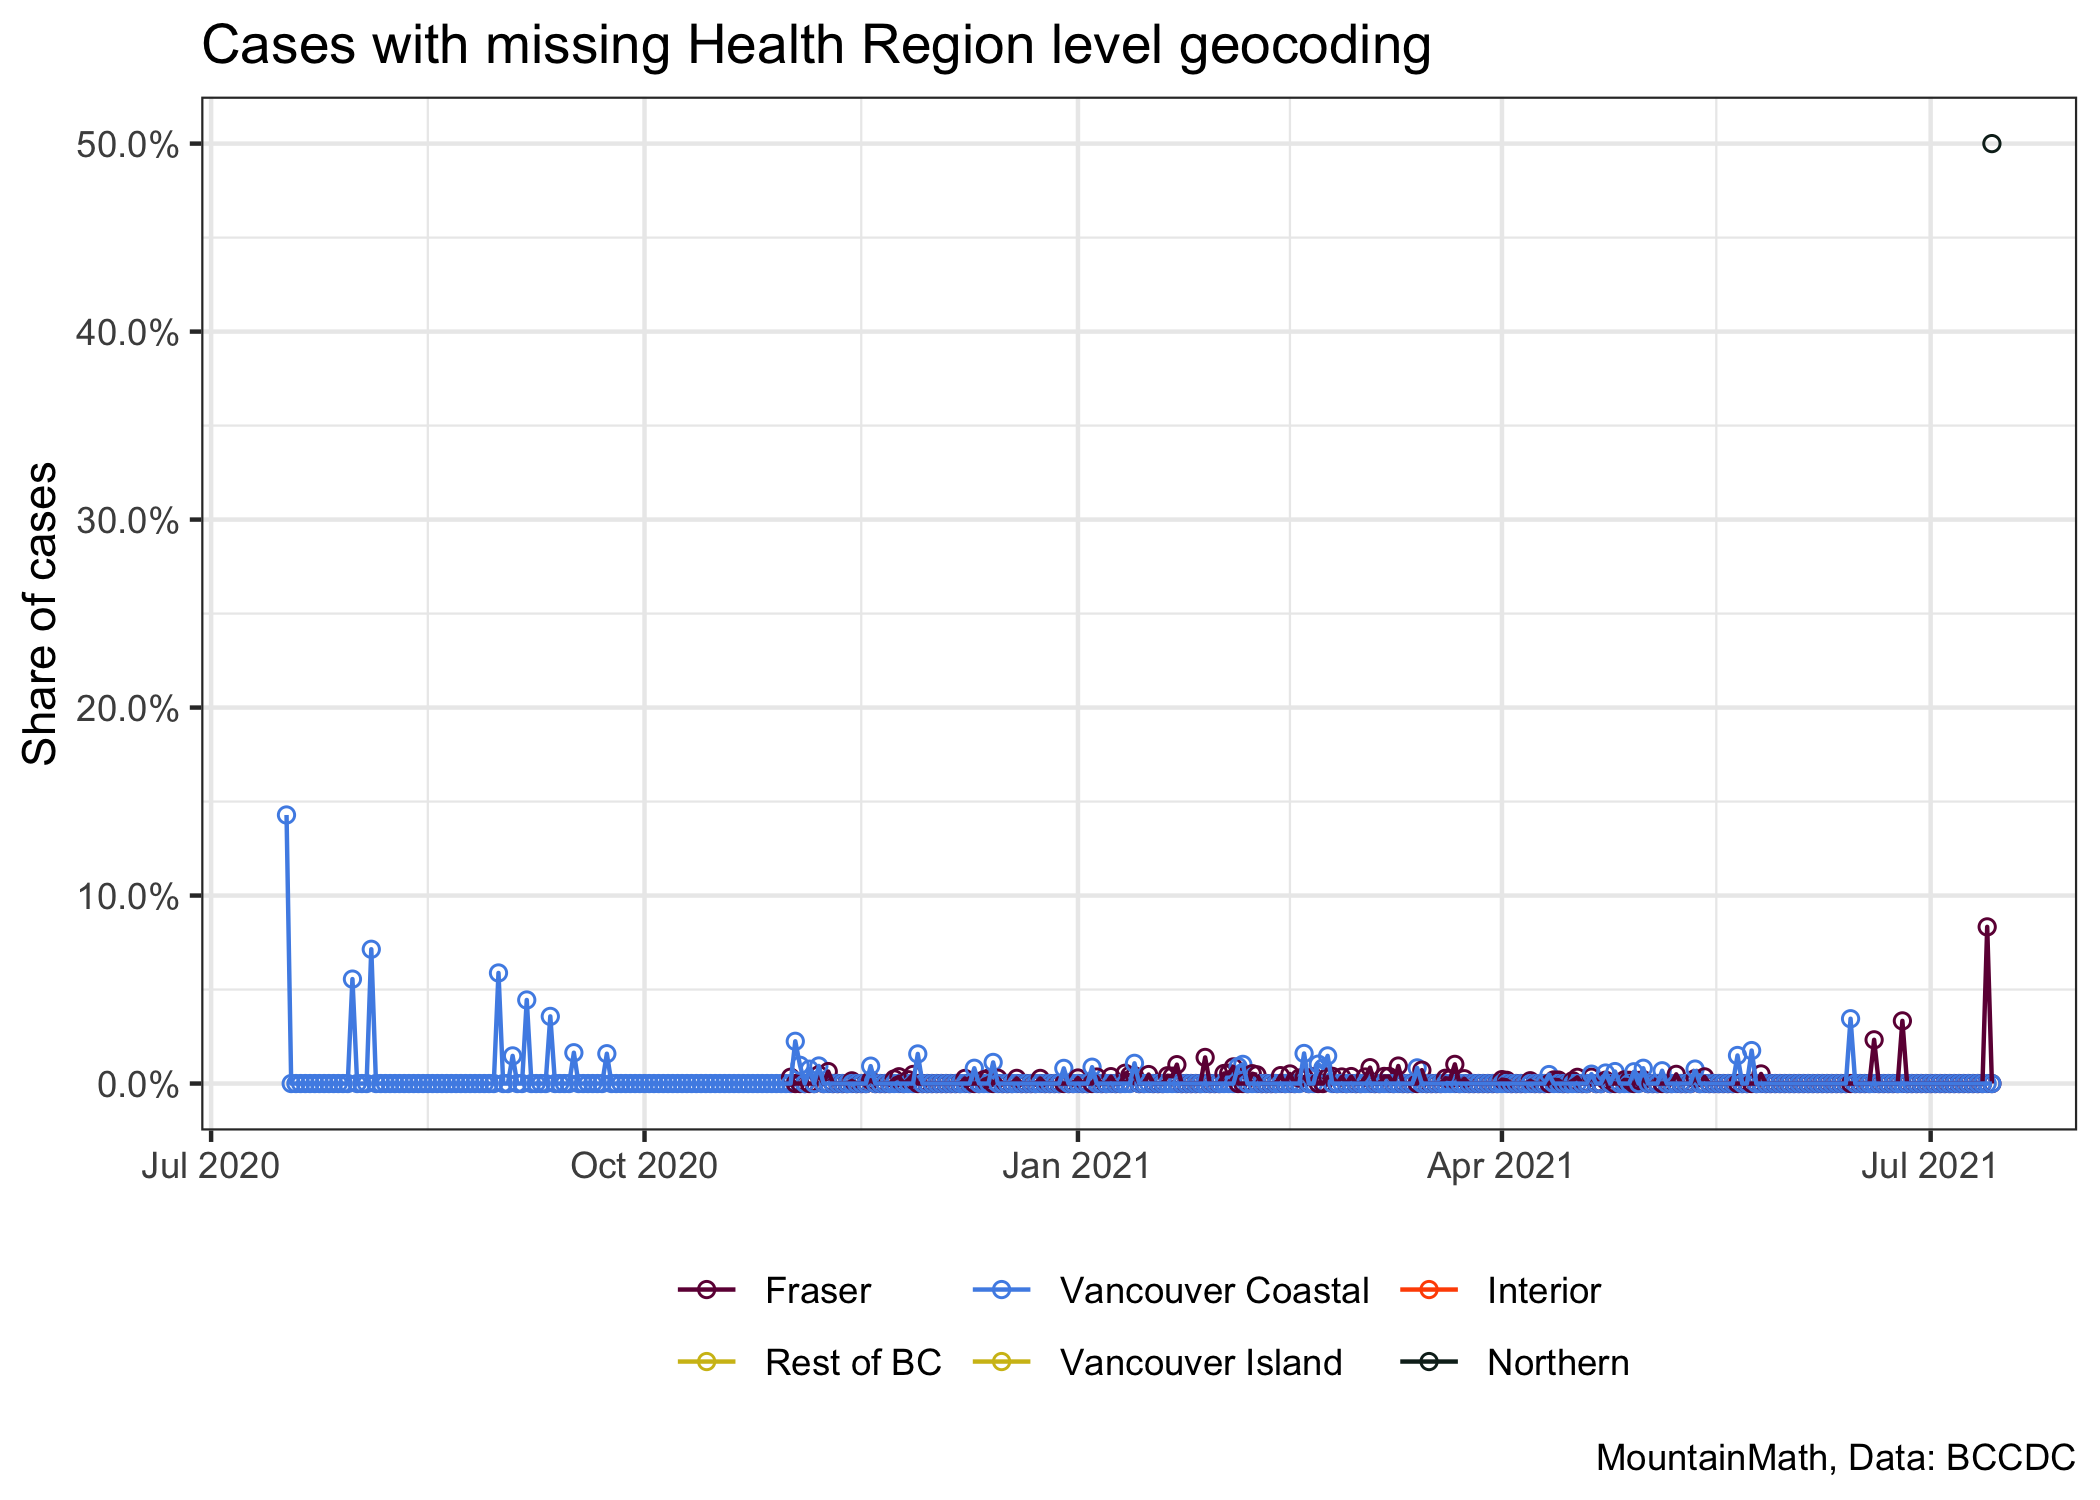 Cases with missing Health Region level geocoding
Share of cases
50.0%
40.0%
30.0%
20.0%
10.0%
0.0%
Jul 2020
Oct 2020
Jan 2021
Apr 2021
Jul 2021
Fraser
Vancouver Coastal
Interior
Rest of BC
Vancouver Island
Northern
MountainMath, Data: BCCDC